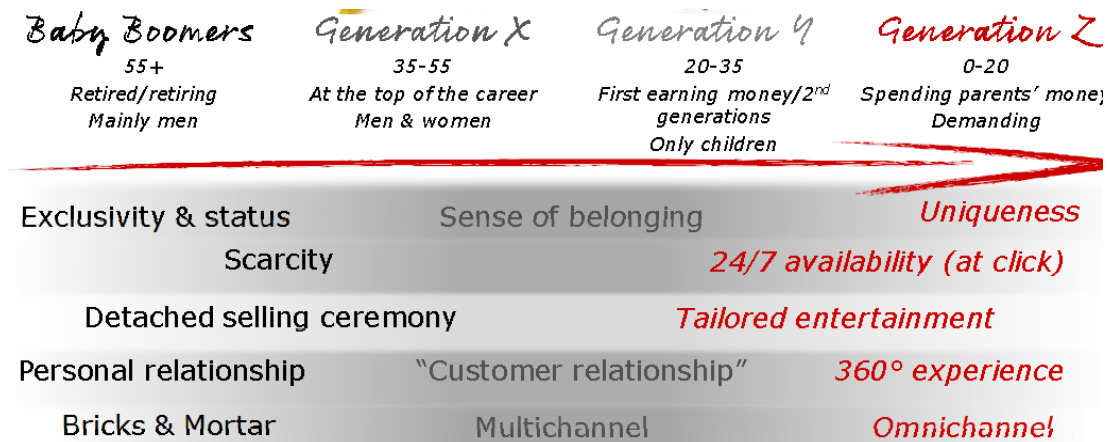 Baby Boomers Generation X Generation Y Generation Z
55+ 35-55 20-35 0-20
Retired/retiring At the top of the career First earning money/2nd Spending parents' money
generations
Mainly men Men & women Demanding
Only children
Exclusivity & status Sense of belonging Uniqueness
Scarcity 24/7 availability (at click)
Detached selling ceremony Tailored entertainment
Personal relationship “Customer relationship” 360° experience
Bricks & Mortar Multichannel Omnichannel